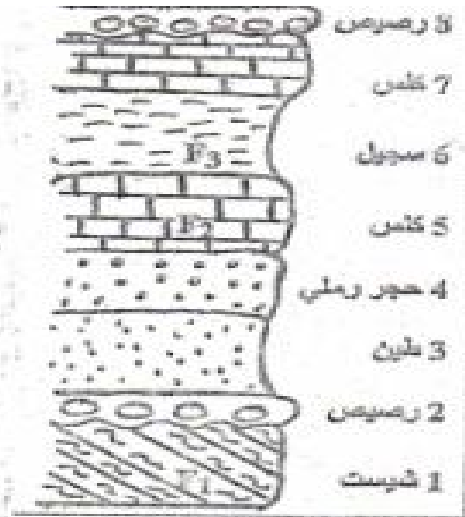 8 رصيص
7 كلس
6 سجيل
F3
5 كلس
F2
4 حجر رملي
3 طين
2 رصيص
1 شيست
F1